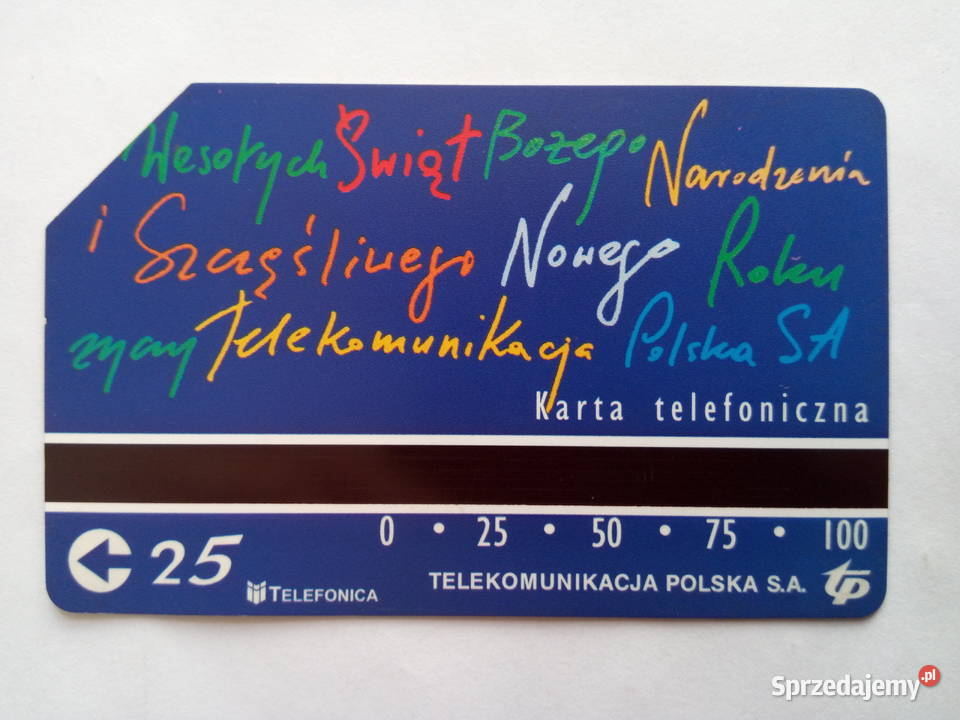 Wesołych Świąt Bożego Narodzenia
i Szczęśliwego Nowego Roku
życzy Telekomunikacja Polska SA
Karta telefoniczna
0 • 25 • 50 • 75 • 100
25
TELEFONICA
TELEKOMUNIKACJA POLSKA S.A.
tp
Sprzedajemy.pl